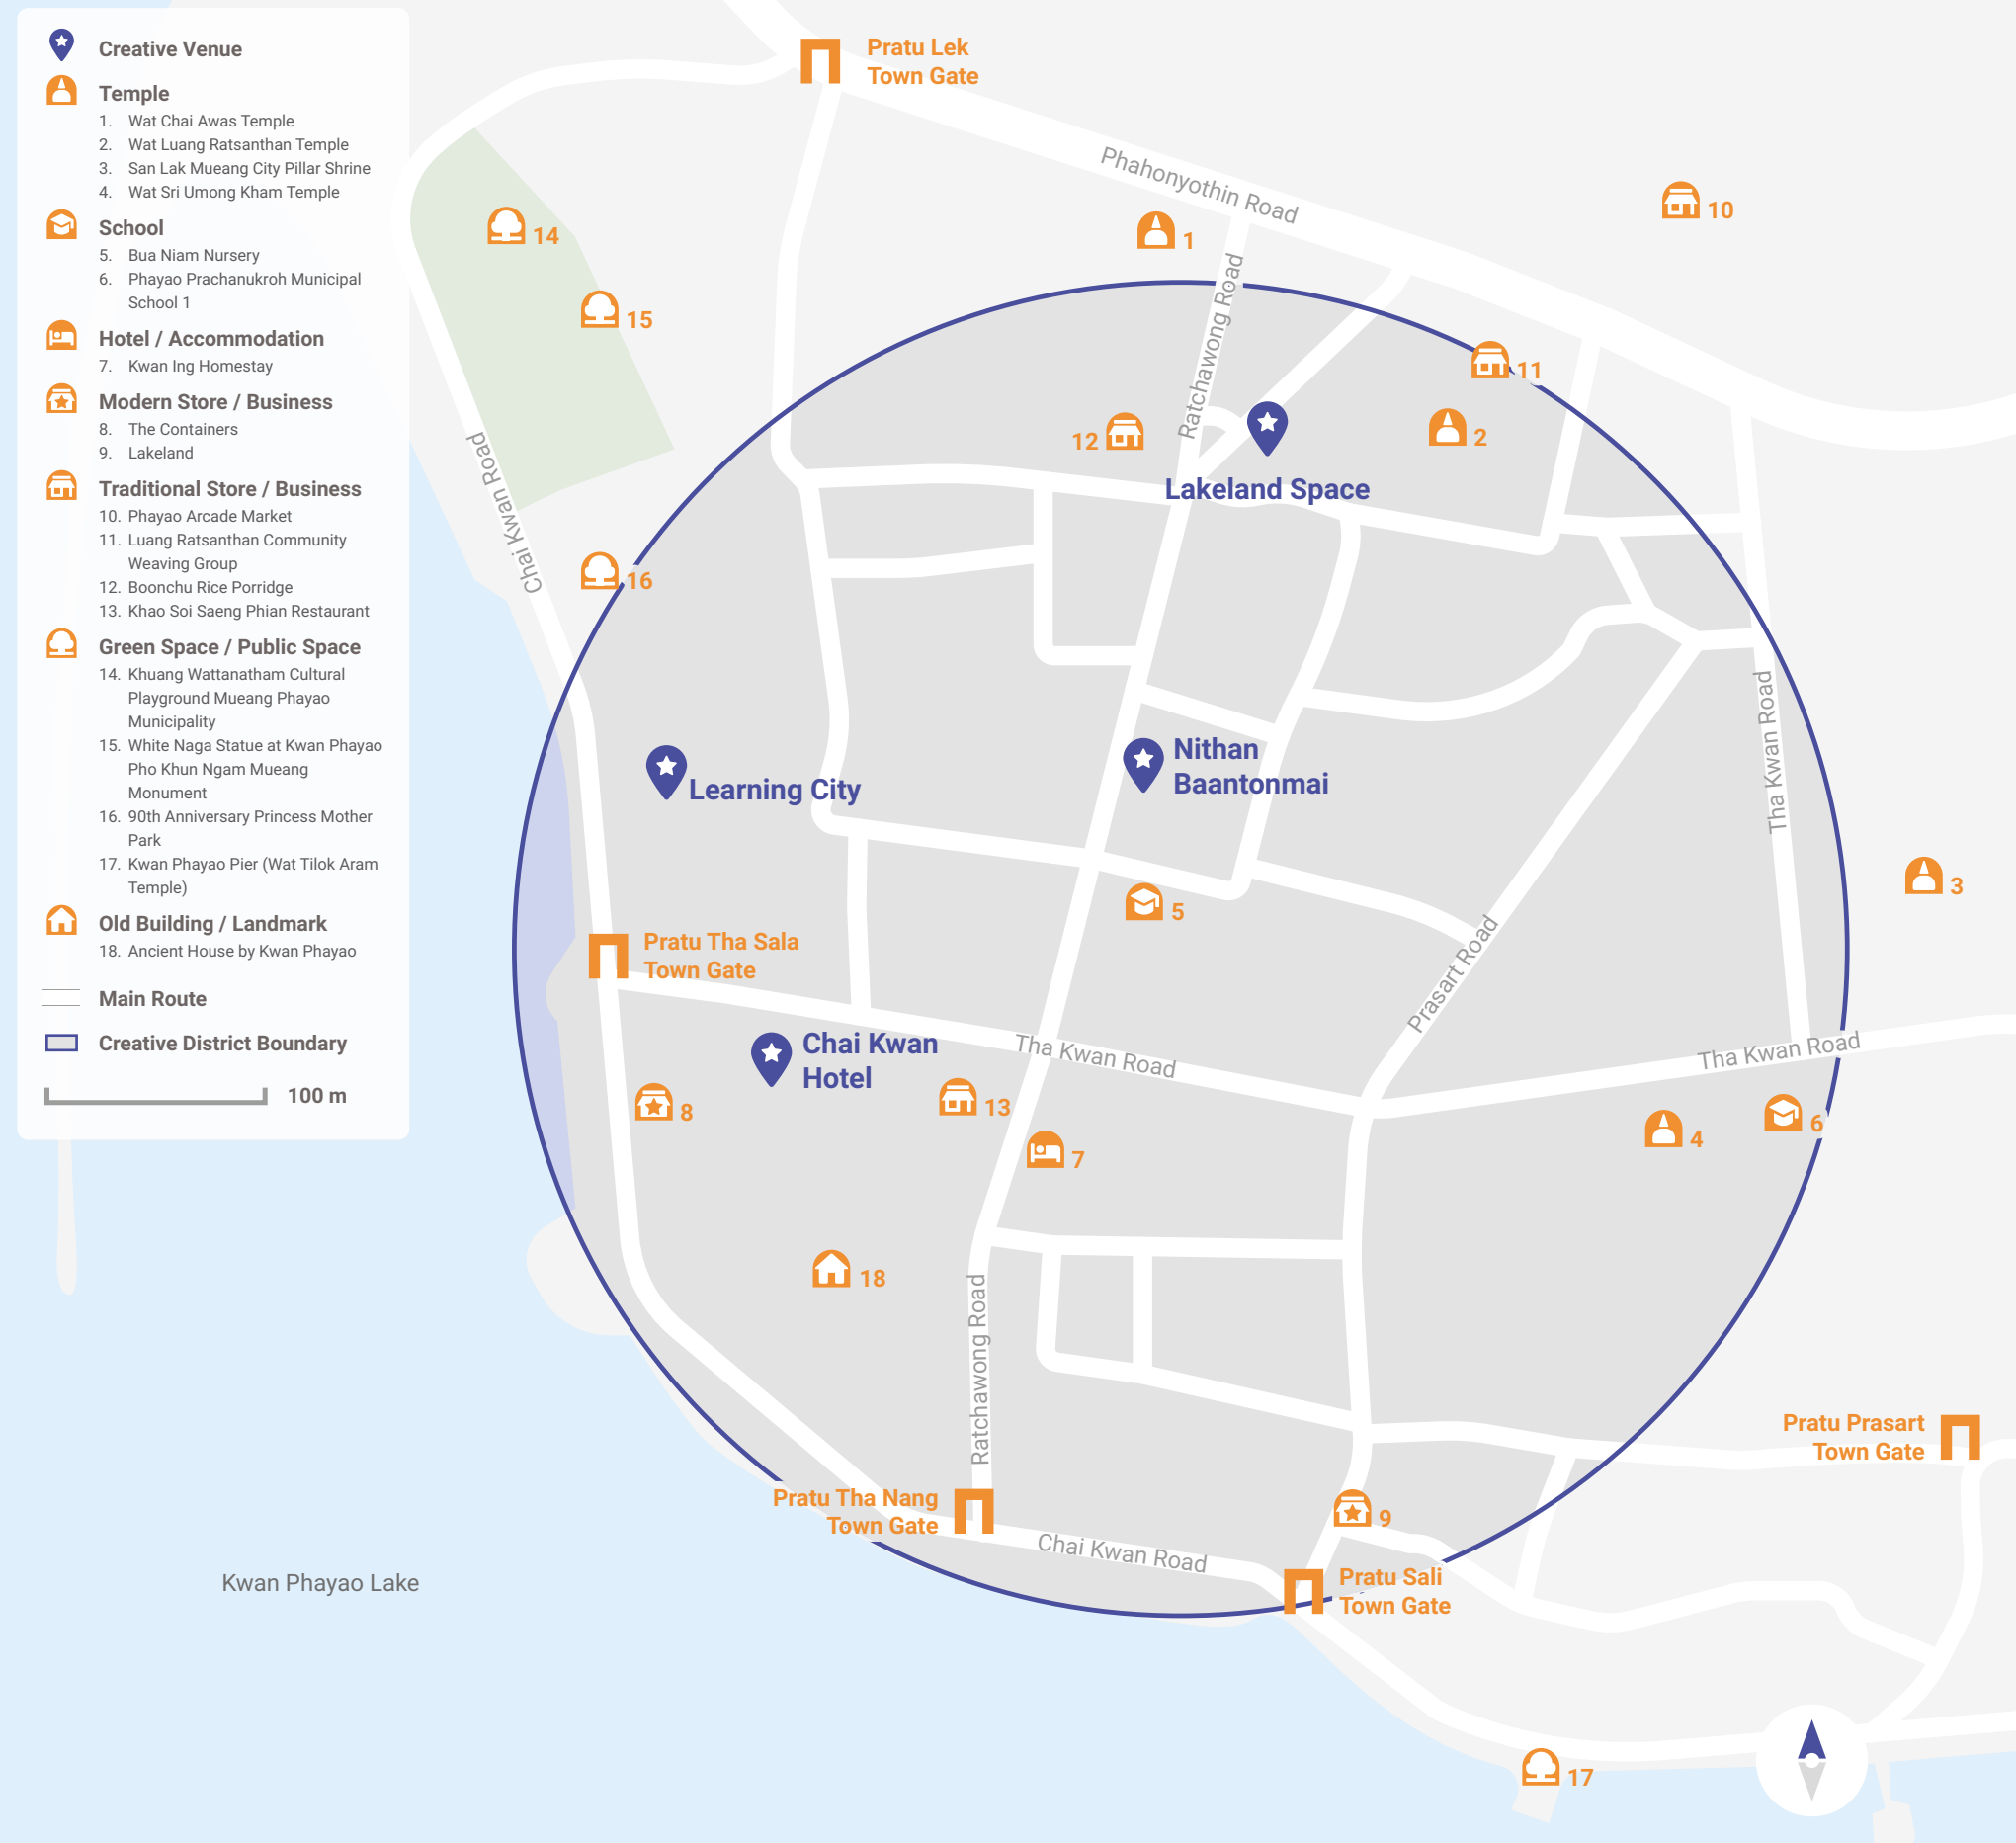 Creative Venue
Temple
1. Wat Chai Awas Temple
2. Wat Luang Ratsanthan Temple
3. San Lak Mueang City Pillar Shrine
4. Wat Sri Umong Kham Temple
School
5. Bua Niam Nursery
6. Phayao Prachanukroh Municipal
School 1
Hotel / Accommodation
7. Kwan Ing Homestay
Modern Store / Business
8. The Containers
9. Lakeland
Traditional Store / Business
10. Phayao Arcade Market
11. Luang Ratsanthan Community
Weaving Group
12. Boonchu Rice Porridge
13. Khao Soi Saeng Phian Restaurant
Green Space / Public Space
14. Khuang Wattanatham Cultural
Playground Mueang Phayao
Municipality
15. White Naga Statue at Kwan Phayao
Pho Khun Ngam Mueang
Monument
16. 90th Anniversary Princess Mother
Park
17. Kwan Phayao Pier (Wat Tilok Aram
Temple)
Old Building / Landmark
18. Ancient House by Kwan Phayao
Main Route
Creative District Boundary
100 m
Pratu Lek
Town Gate
Phahonyothin Road
10
1
14
Ratchawong Road
15
11
12
2
Chai Kwan Road
Lakeland Space
16
Tha Kwan Road
Nithan
Baantonmai
Learning City
3
5
Prasart Road
Pratu Tha Sala
Town Gate
Chai Kwan
Hotel
Tha Kwan Road
Tha Kwan Road
8
13
6
4
7
18
Ratchawong Road
Pratu Prasart
Town Gate
Pratu Tha Nang
Town Gate
9
Chai Kwan Road
Pratu Sali
Town Gate
Kwan Phayao Lake
17